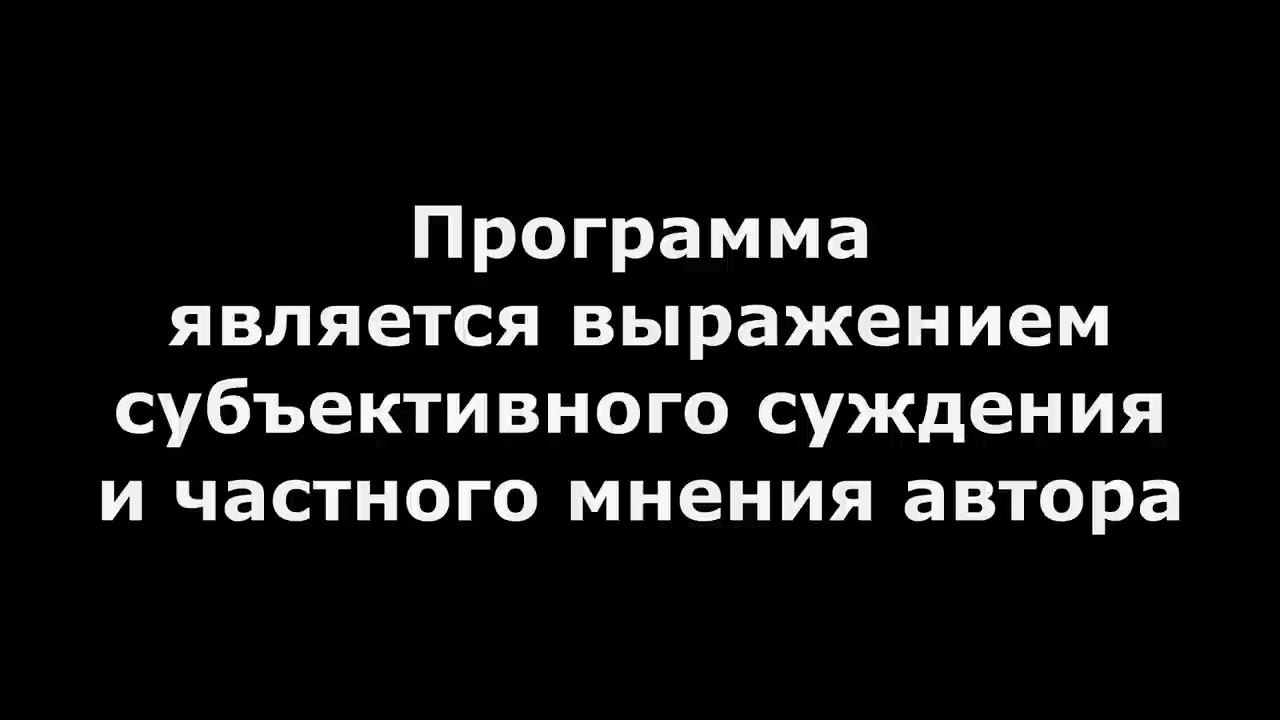 Программа
является выражением
субъективного суждения
и частного мнения автора